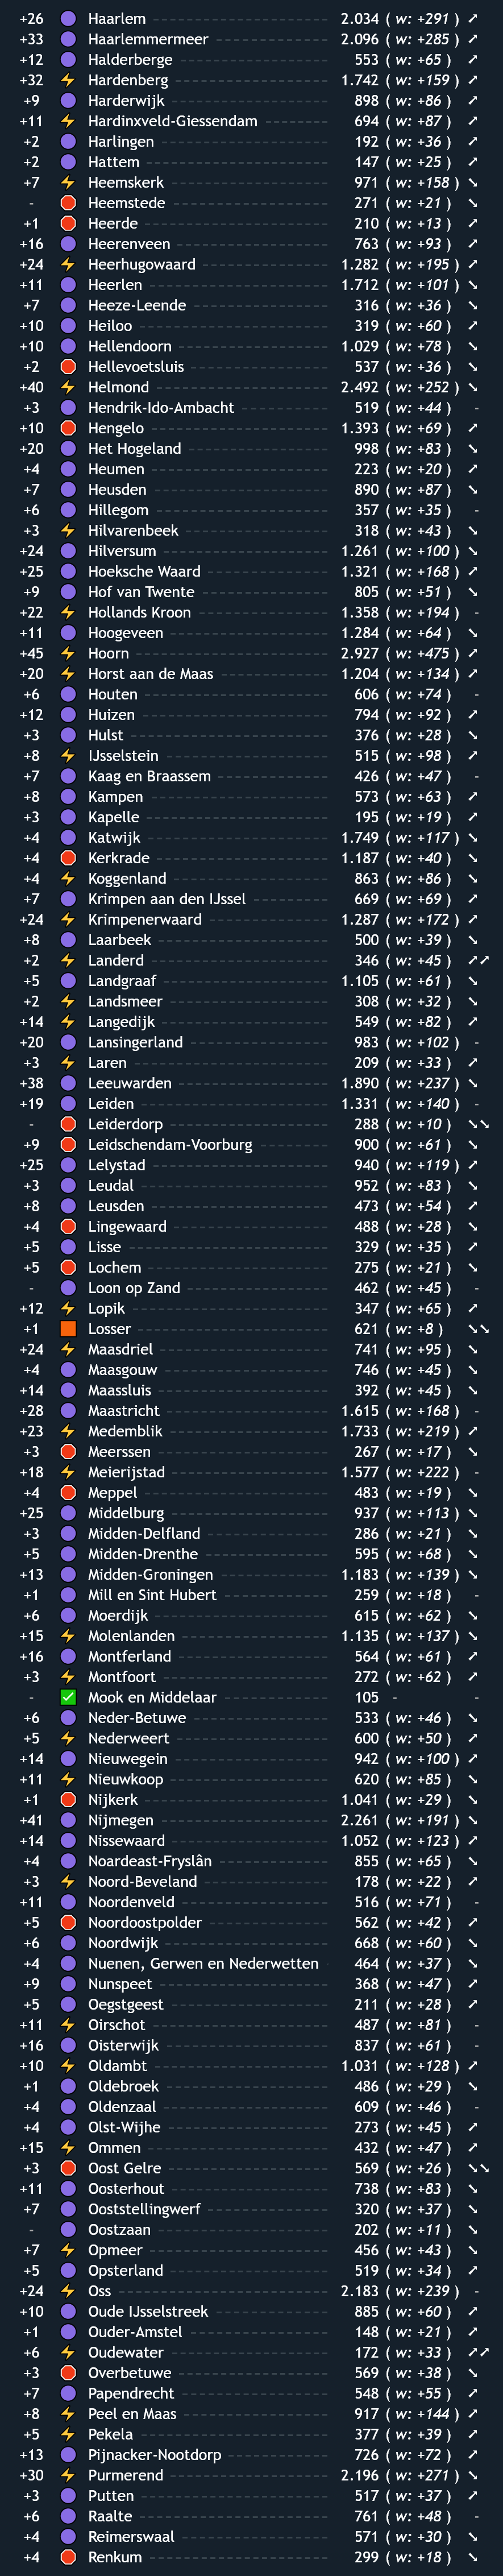 +26 Haarlem 2.034 ( w: +291 ) ↗
+33 Haarlemmermeer 2.096 ( w: +285 ) ↗
+12 Halderberge 553 ( w: +65 ) ↗
+32 Hardenberg 1.742 ( w: +159 ) ↗
+9 Harderwijk 898 ( w: +86 ) ↗
+11 Hardinxveld-Giessendam 694 ( w: +87 ) ↗
+2 Harlingen 192 ( w: +36 ) ↗
+2 Hattem 147 ( w: +25 ) ↗
+7 Heemskerk 971 ( w: +158 ) ↘
- Heemstede 271 ( w: +21 ) ↘
+1 Heerde 210 ( w: +13 ) ↗
+16 Heerenveen 763 ( w: +93 ) ↗
+24 Heerhugowaard 1.282 ( w: +195 ) ↗
+11 Heerlen 1.712 ( w: +101 ) ↘
+7 Heeze-Leende 316 ( w: +36 ) ↘
+10 Heiloo 319 ( w: +60 ) ↗
+10 Hellendoorn 1.029 ( w: +78 ) ↘
+2 Hellevoetsluis 537 ( w: +36 ) ↘
+40 Helmond 2.492 ( w: +252 ) ↘
+3 Hendrik-Ido-Ambacht 519 ( w: +44 ) -
+10 Hengelo 1.393 ( w: +69 ) ↗
+20 Het Hogeland 998 ( w: +83 ) ↘
+4 Heumen 223 ( w: +20 ) ↗
+7 Heusden 890 ( w: +87 ) ↘
+6 Hillegom 357 ( w: +35 ) -
+3 Hilvarenbeek 318 ( w: +43 ) ↘
+24 Hilversum 1.261 ( w: +100 ) ↘
+25 Hoeksche Waard 1.321 ( w: +168 ) ↗
+9 Hof van Twente 805 ( w: +51 ) ↘
+22 Hollands Kroon 1.358 ( w: +194 ) -
+11 Hoogeveen 1.284 ( w: +64 ) ↘
+45 Hoorn 2.927 ( w: +475 ) ↗
+20 Horst aan de Maas 1.204 ( w: +134 ) ↗
+6 Houten 606 ( w: +74 ) -
+12 Huizen 794 ( w: +92 ) ↗
+3 Hulst 376 ( w: +28 ) ↘
+8 IJsselstein 515 ( w: +98 ) ↗
+7 Kaag en Braassem 426 ( w: +47 ) -
+8 Kampen 573 ( w: +63 ) ↗
+3 Kapelle 195 ( w: +19 ) ↗
+4 Katwijk 1.749 ( w: +117 ) ↘
+4 Kerkrade 1.187 ( w: +40 ) ↘
+4 Koggenland 863 ( w: +86 ) ↘
+7 Krimpen aan den IJssel 669 ( w: +69 ) ↗
+24 Krimpenerwaard 1.287 ( w: +172 ) ↗
+8 Laarbeek 500 ( w: +39 ) ↘
+2 Landerd 346 ( w: +45 ) ↗↗
+5 Landgraaf 1.105 ( w: +61 ) ↘
+2 Landsmeer 308 ( w: +32 ) ↘
+14 Langedijk 549 ( w: +82 ) ↗
+20 Lansingerland 983 ( w: +102 ) -
+3 Laren 209 ( w: +33 ) ↗
+38 Leeuwarden 1.890 ( w: +237 ) ↘
+19 Leiden 1.331 ( w: +140 ) -
- Leiderdorp 288 ( w: +10 ) ↘↘
+9 Leidschendam-Voorburg 900 ( w: +61 ) ↘
+25 Lelystad 940 ( w: +119 ) ↗
+3 Leudal 952 ( w: +83 ) ↘
+8 Leusden 473 ( w: +54 ) ↗
+4 Lingewaard 488 ( w: +28 ) ↘
+5 Lisse 329 ( w: +35 ) ↗
+5 Lochem 275 ( w: +21 ) ↘
- Loon op Zand 462 ( w: +45 ) -
+12 Lopik 347 ( w: +65 ) ↗
+1 Losser 621 ( w: +8 ) ↘↘
+24 Maasdriel 741 ( w: +95 ) ↘
+4 Maasgouw 746 ( w: +45 ) ↘
+14 Maassluis 392 ( w: +45 ) ↘
+28 Maastricht 1.615 ( w: +168 ) -
+23 Medemblik 1.733 ( w: +219 ) ↗
+3 Meerssen 267 ( w: +17 ) ↘
+18 Meierijstad 1.577 ( w: +222 ) -
+4 Meppel 483 ( w: +19 ) ↘
+25 Middelburg 937 ( w: +113 ) ↗
+3 Midden-Delfland 286 ( w: +21 ) ↘
+5 Midden-Drenthe 595 ( w: +68 ) ↗
+13 Midden-Groningen 1.183 ( w: +139 ) ↘
+1 Mill en Sint Hubert 259 ( w: +18 ) -
+6 Moerdijk 615 ( w: +62 ) ↘
+15 Molenlanden 1.135 ( w: +137 ) ↘
+16 Montferland 564 ( w: +61 ) ↗
+3 Montfoort 272 ( w: +62 ) ↗
- Mook en Middelaar 105 - -
+6 Neder-Betuwe 533 ( w: +46 ) ↘
+5 Nederweert 600 ( w: +50 ) ↗
+14 Nieuwegein 942 ( w: +100 ) ↗
+11 Nieuwkoop 620 ( w: +85 ) ↘
+1 Nijkerk 1.041 ( w: +29 ) ↘
+41 Nijmegen 2.261 ( w: +191 ) ↘
+14 Nissewaard 1.052 ( w: +123 ) ↗
+4 Noardeast-Fryslân 855 ( w: +65 ) ↘
+3 Noord-Beveland 178 ( w: +22 ) ↗
+11 Noordenveld 516 ( w: +71 ) -
+5 Noordoostpolder 562 ( w: +42 ) ↗
+6 Noordwijk 668 ( w: +60 ) ↘
+4 Nuenen, Gerwen en Nederwetten 464 ( w: +37 ) ↘
+9 Nunspeet 368 ( w: +47 ) ↗
+5 Oegstgeest 211 ( w: +28 ) ↗
+11 Oirschot 487 ( w: +81 ) -
+16 Oisterwijk 837 ( w: +61 ) -
+10 Oldambt 1.031 ( w: +128 ) ↗
+1 Oldebroek 486 ( w: +29 ) ↘
+4 Oldenzaal 609 ( w: +46 ) -
+4 Olst-Wijhe 273 ( w: +45 ) ↗
+15 Ommen 432 ( w: +47 ) ↗
+3 Oost Gelre 569 ( w: +26 ) ↘↘
+11 Oosterhout 738 ( w: +83 ) ↘
+7 Ooststellingwerf 320 ( w: +37 ) ↘
- Oostzaan 202 ( w: +11 ) ↘
+7 Opmeer 456 ( w: +43 ) ↘
+5 Opsterland 519 ( w: +34 ) ↗
+24 Oss 2.183 ( w: +239 ) -
+10 Oude IJsselstreek 885 ( w: +60 ) ↗
+1 Ouder-Amstel 148 ( w: +21 ) ↗
+6 Oudewater 172 ( w: +33 ) ↗↗
+3 Overbetuwe 569 ( w: +38 ) ↘
+7 Papendrecht 548 ( w: +55 ) ↗
+8 Peel en Maas 917 ( w: +144 ) ↗
+5 Pekela 377 ( w: +39 ) ↗
+13 Pijnacker-Nootdorp 726 ( w: +72 ) ↗
+30 Purmerend 2.196 ( w: +271 ) ↘
+3 Putten 517 ( w: +37 ) ↗
+6 Raalte 761 ( w: +48 ) -
+4 Reimerswaal 571 ( w: +30 ) ↘
+4 Renkum 299 ( w: +18 ) ↘